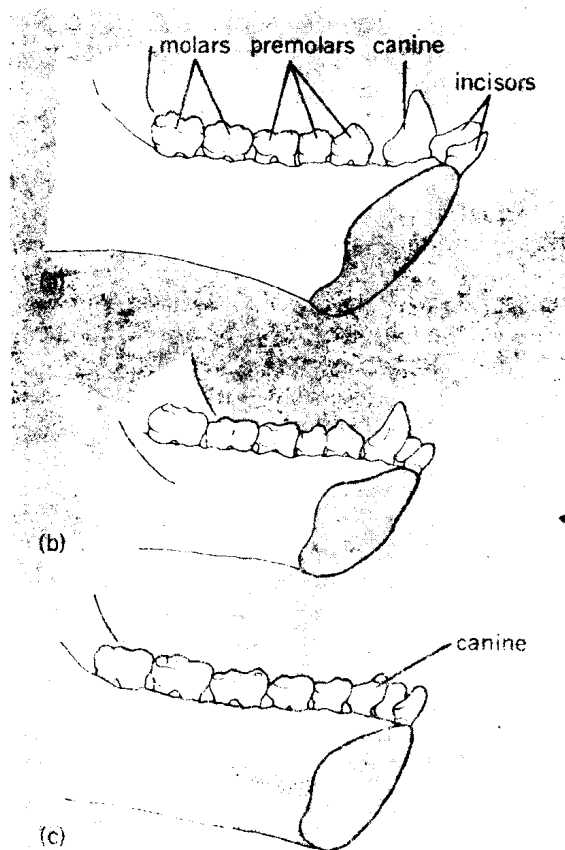 molars premolars canine
incisors
(a)
(b)
canine
(c)